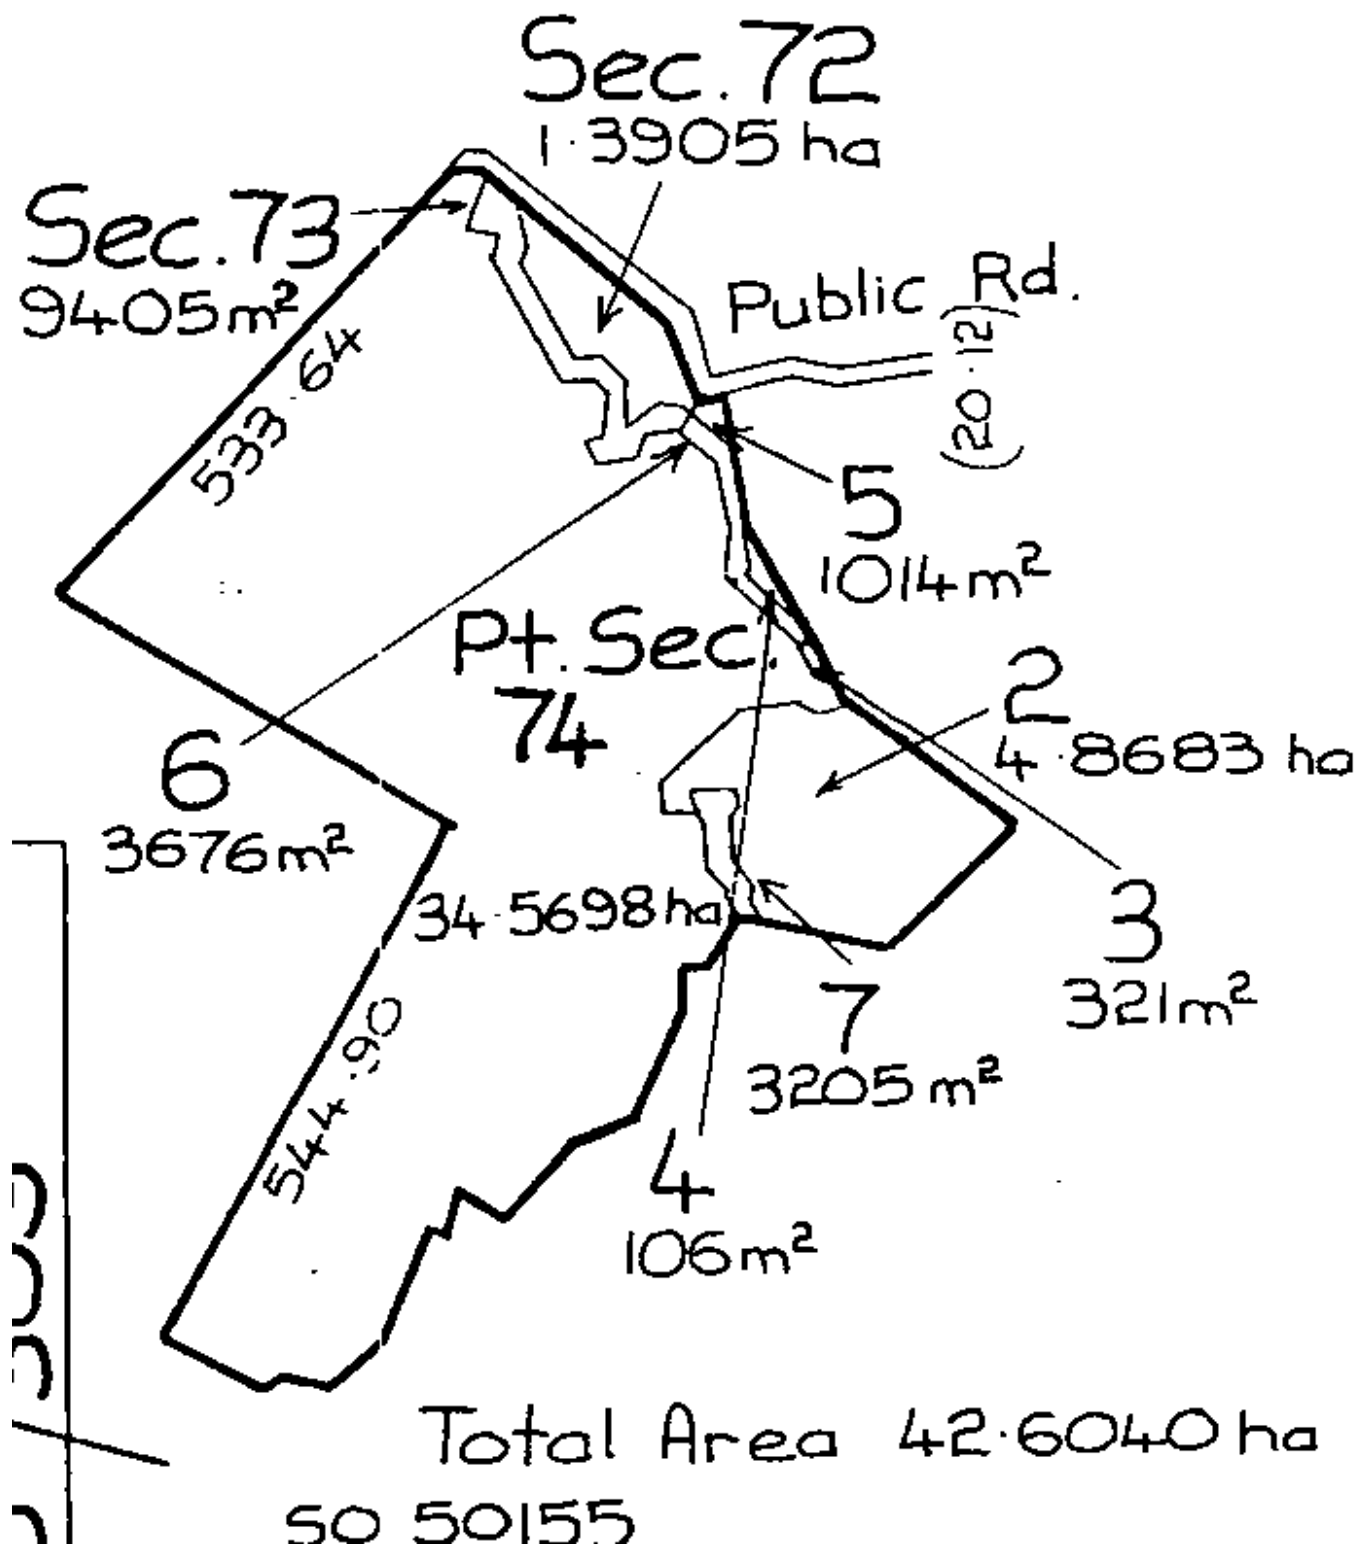 Sec. 72
1·3905 ha
Sec. 73
9405 m²
533·64
Public Rd.
(20·12)
5
1014 m²
Pt. Sec.
74
2
4·8683 ha
6
3676 m²
34·5698 ha
3
321 m²
7
3205 m²
544·90
4
106 m²
Total Area 42·6040 ha
SO 50155